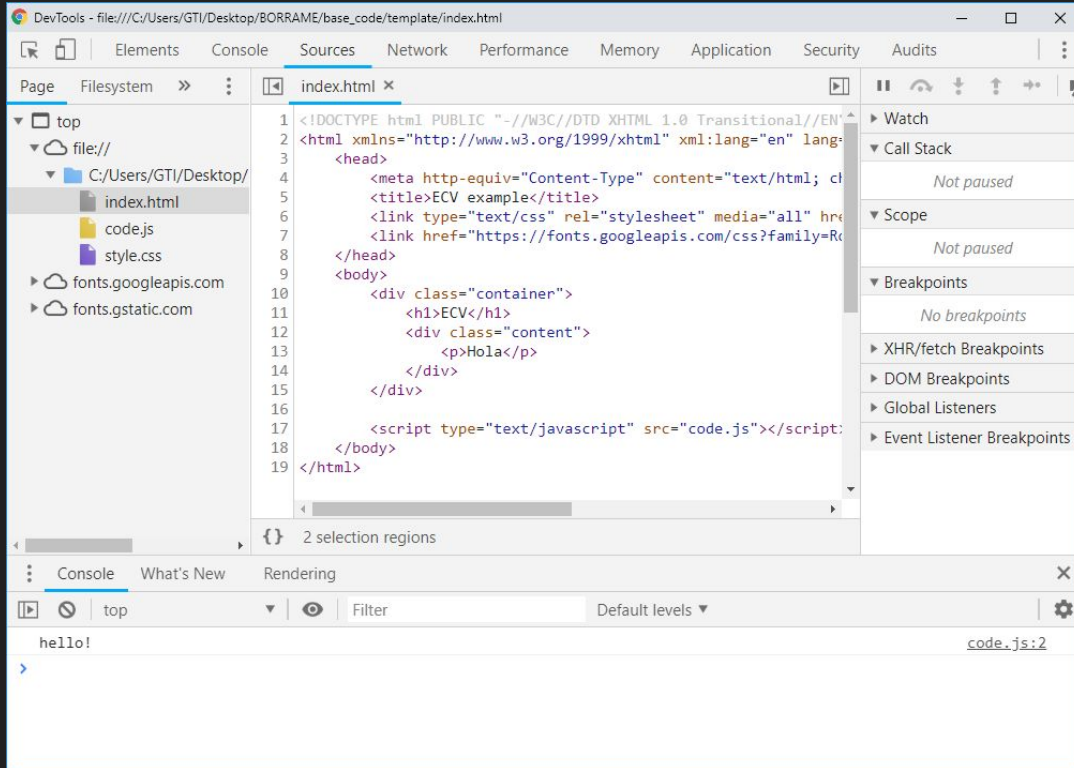 DevTools - file:///C:/Users/GTI/Desktop/BORRAME/base_code/template/index.html
Elements Console Sources Network Performance Memory Application Security Audits
Page Filesystem » index.html ×
top
file://
C:/Users/GTI/Desktop/
index.html
code.js
style.css
fonts.googleapis.com
fonts.gstatic.com
1 <!DOCTYPE html PUBLIC "-//W3C//DTD XHTML 1.0 Transitional//EN"
2 <html xmlns="http://www.w3.org/1999/xhtml" xml:lang="en" lang=
3 <head>
4 <meta http-equiv="Content-Type" content="text/html; ch
5 <title>ECV example</title>
6 <link type="text/css" rel="stylesheet" media="all" hre
7 <link href="https://fonts.googleapis.com/css?family=Ro
8 </head>
9 <body>
10 <div class="container">
11 <h1>ECV</h1>
12 <div class="content">
13 <p>Hola</p>
14 </div>
15 </div>
16
17 <script type="text/javascript" src="code.js"></script>
18 </body>
19 </html>
{} 2 selection regions
Watch
Call Stack
Not paused
Scope
Not paused
Breakpoints
No breakpoints
XHR/fetch Breakpoints
DOM Breakpoints
Global Listeners
Event Listener Breakpoints
Console What's New Rendering
top Filter Default levels
hello! code.js:2